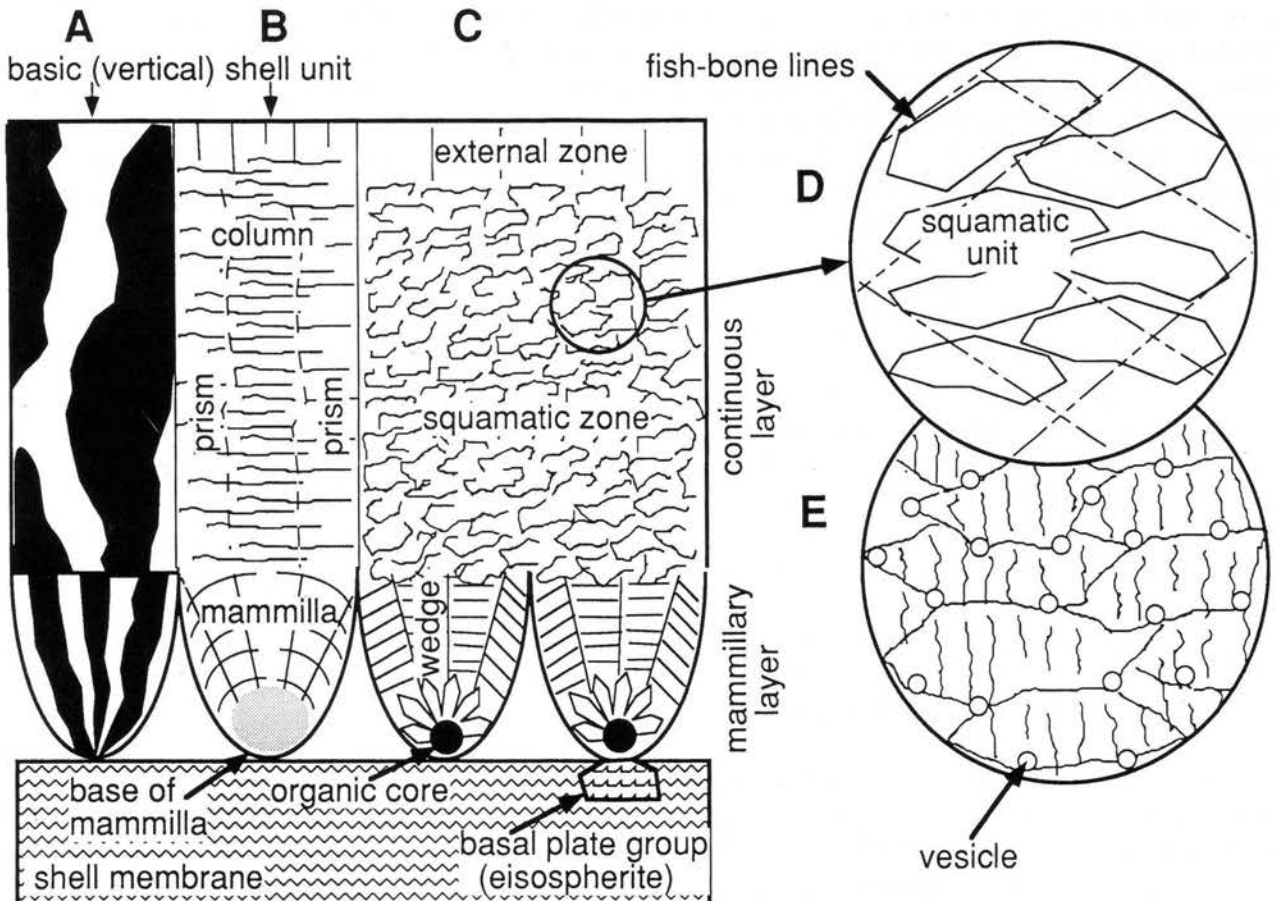 A
B
C
basic (vertical) shell unit
fish-bone lines
external zone
D
column
squamatic
unit
prism
prism
squamatic zone
continuous
layer
E
mammilla
wedge
mammillary
layer
base of
mammilla
organic core
basal plate group
(eisospherite)
shell membrane
vesicle